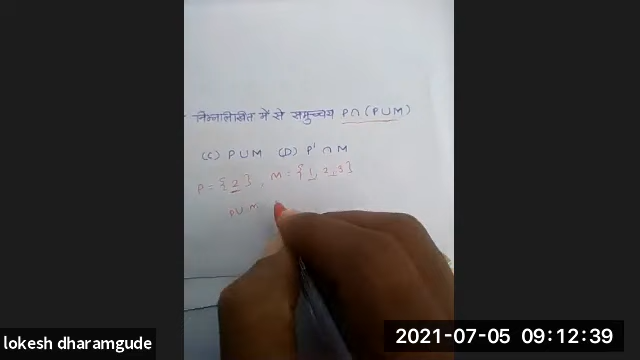 निम्नलिखित में से समुच्चय P∩(P∪M)
(C) P∪M (D) P' ∩ M
P = {2}, M = {1, 2, 3}
P∪M
lokesh dharamgude
2021-07-05 09:12:39